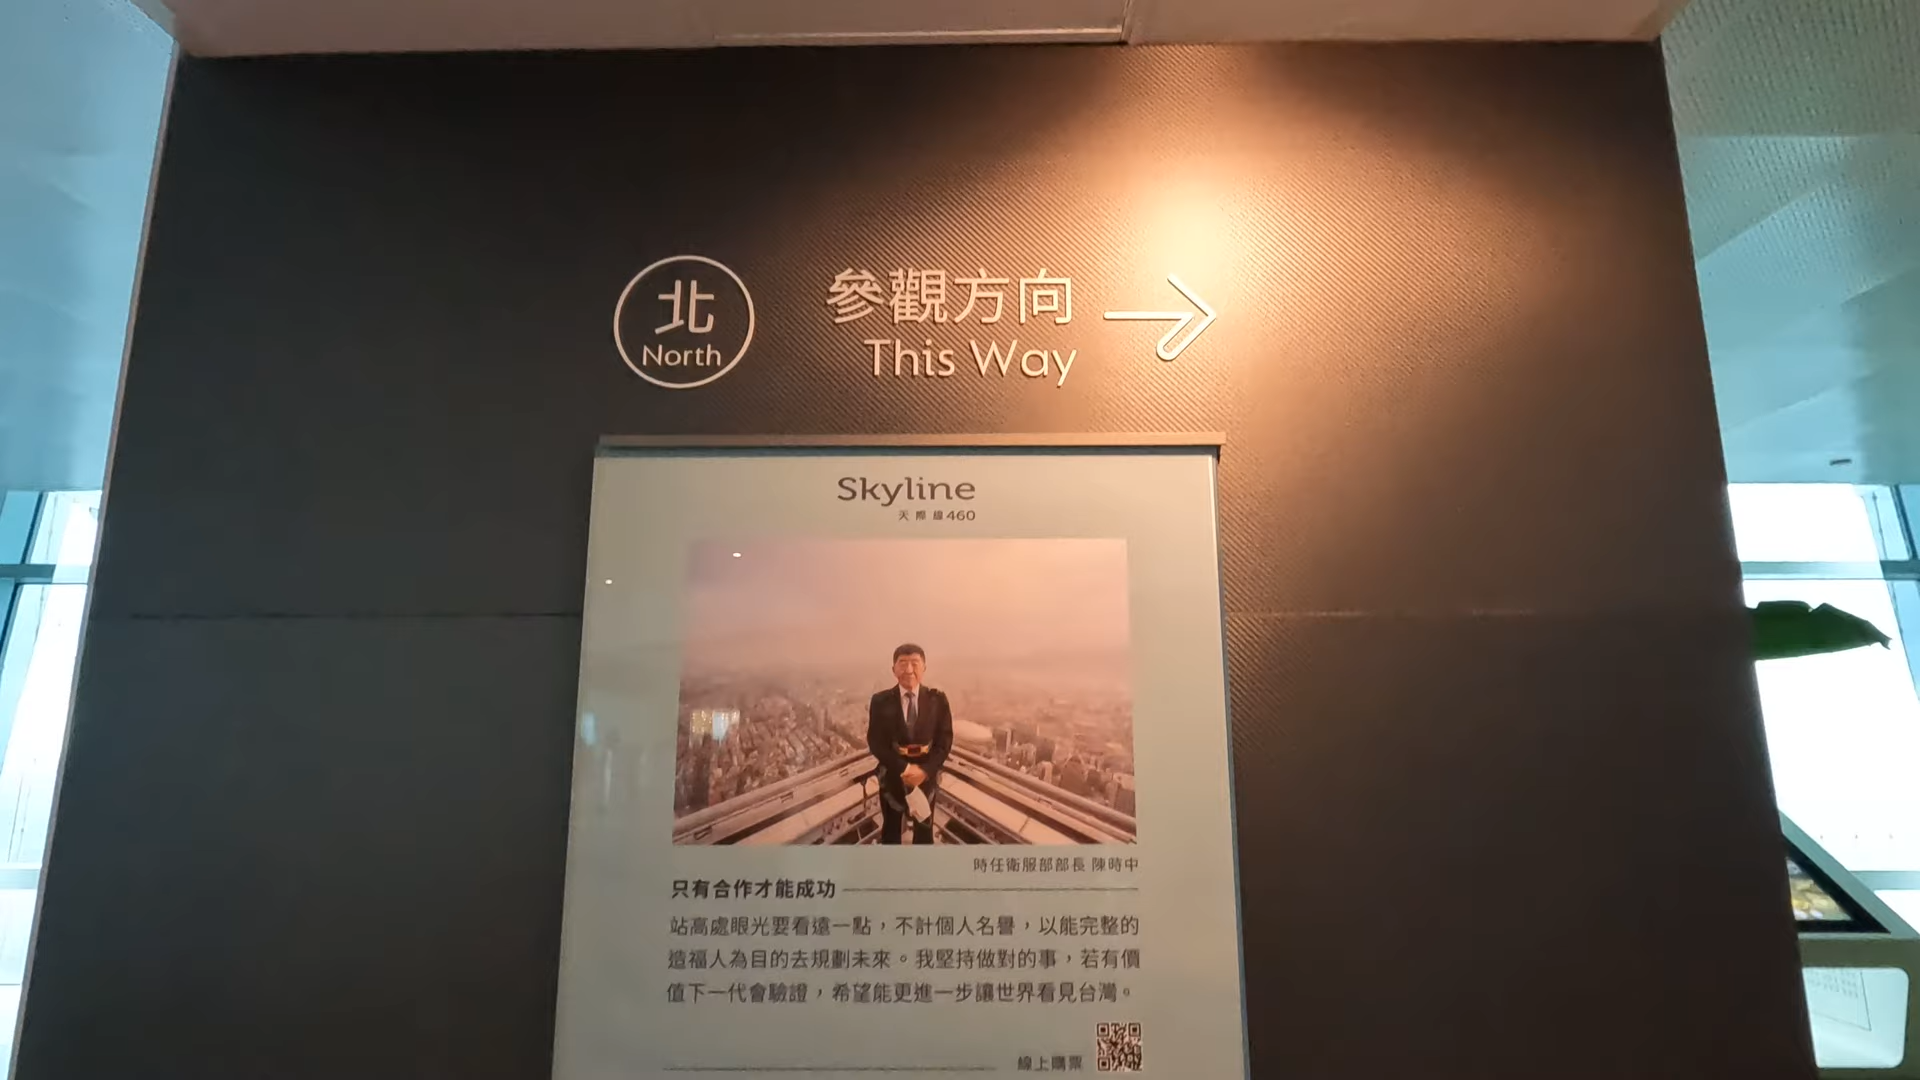 北
North
參觀方向
This Way
Skyline
天際線460
時任衛服部部長 陳時中
只有合作才能成功
站高處眼光要看遠一點，不計個人名譽，以能完整的
造福人為目的去規劃未來。我堅持做對的事，若有價
值下一代會驗證，希望能更進一步讓世界看見台灣。
線上購票